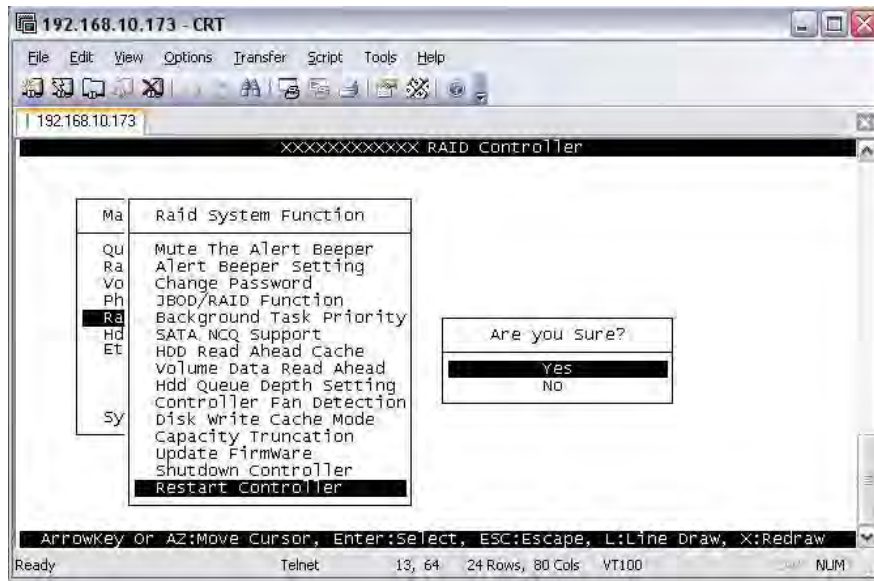 192.168.10.173 - CRT
File Edit View Options Transfer Script Tools Help
192.168.10.173
XXXXXXXXXXXX RAID Controller
Ma
Qu
Ra
Vo
Ph
Ra
Hd
Et
Sy
Raid System Function
Mute The Alert Beeper
Alert Beeper Setting
Change Password
JBOD/RAID Function
Background Task Priority
SATA NCQ Support
HDD Read Ahead Cache
Volume Data Read Ahead
Hdd Queue Depth Setting
Controller Fan Detection
Disk Write Cache Mode
Capacity Truncation
Update FirmWare
Shutdown Controller
Restart Controller
Are you Sure?
Yes
No
ArrowKey Or AZ:Move Cursor, Enter:Select, ESC:Escape, L:Line Draw, X:Redraw
Ready Telnet 13, 64 24 Rows, 80 Cols VT100 NUM